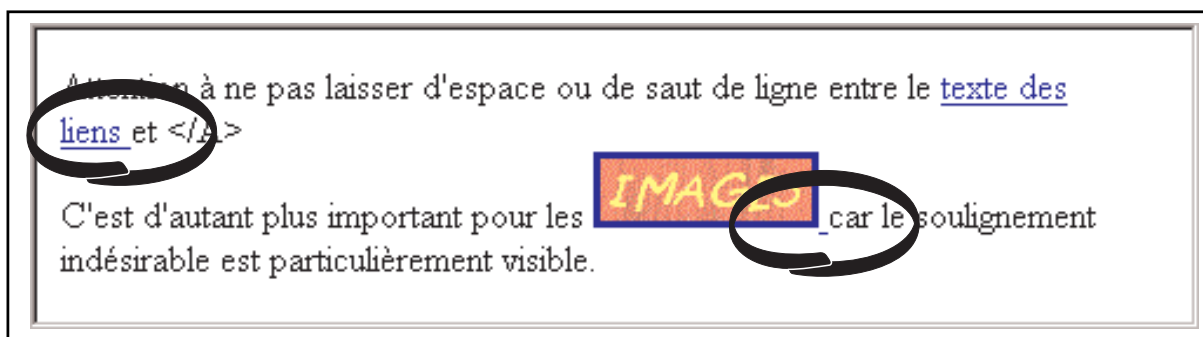 Attention à ne pas laisser d'espace ou de saut de ligne entre le texte des
liens et </A>
C'est d'autant plus important pour les IMAGES car le soulignement
indésirable est particulièrement visible.